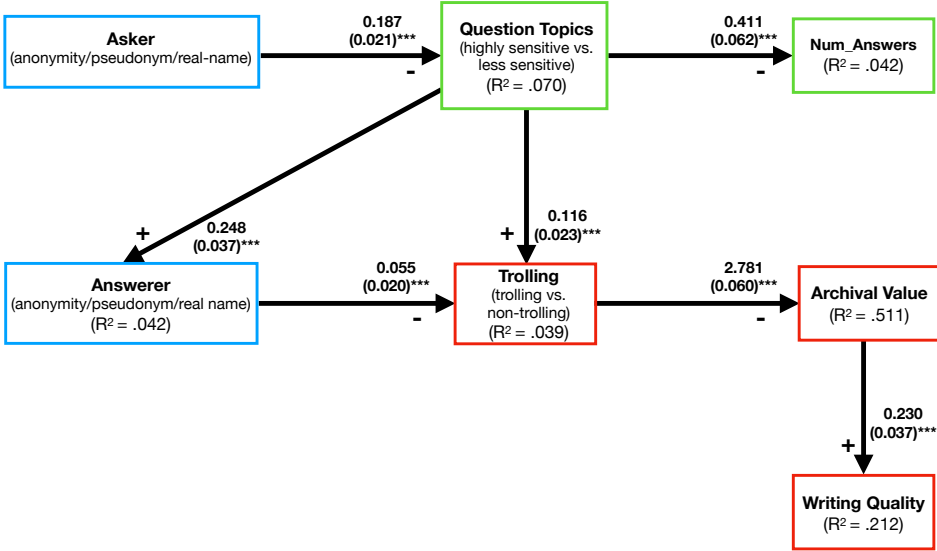 Asker
(anonymity/pseudonym/real-name)
0.187
(0.021)***
-
Question Topics
(highly sensitive vs.
less sensitive)
(R² = .070)
0.411
(0.062)***
-
Num_Answers
(R² = .042)
+
0.248
(0.037)***
+
0.116
(0.023)***
Answerer
(anonymity/pseudonym/real name)
(R² = .042)
0.055
(0.020)***
-
Trolling
(trolling vs.
non-trolling)
(R² = .039)
2.781
(0.060)***
-
Archival Value
(R² = .511)
+
0.230
(0.037)***
Writing Quality
(R² = .212)